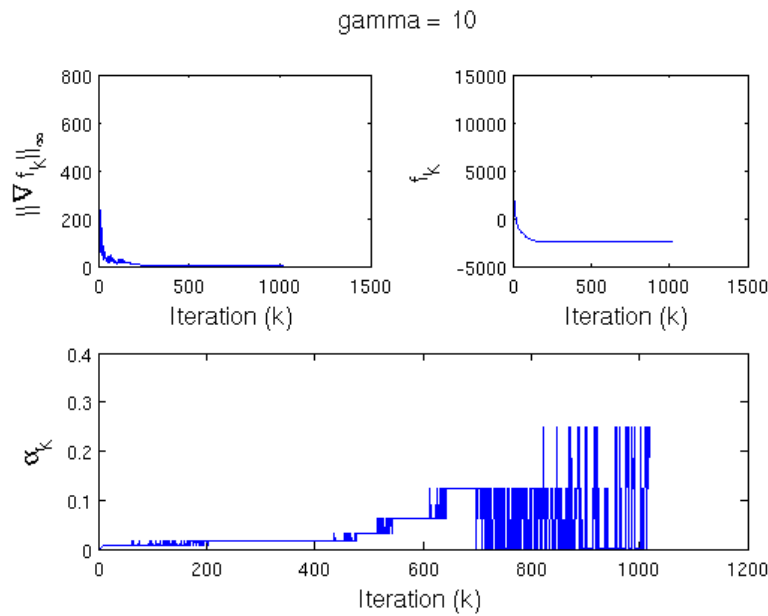 gamma = 10
800
600
400
200
0
||∇ f_k||_∞
0 500 1000 1500
Iteration (k)
15000
10000
5000
0
-5000
f_k
0 500 1000 1500
Iteration (k)
0.4
0.3
0.2
0.1
0
α_k
0 200 400 600 800 1000 1200
Iteration (k)